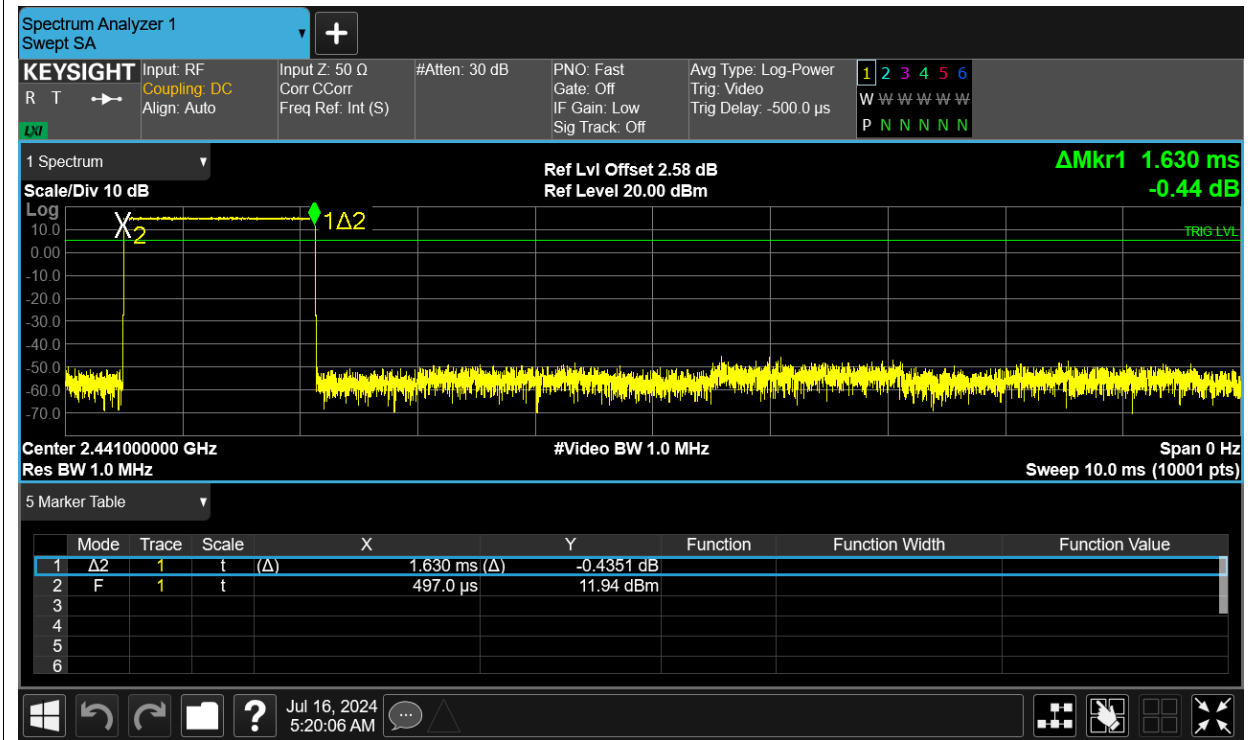 Spectrum Analyzer 1
Swept SA
+
KEYSIGHT Input: RF Input Z: 50 Ω #Atten: 30 dB PNO: Fast Avg Type: Log-Power 1 2 3 4 5 6
R T Coupling: DC Corr CCorr Gate: Off Trig: Video W W W W W W
Align: Auto Freq Ref: Int (S) IF Gain: Low Trig Delay: -500.0 µs
LXI Sig Track: Off P N N N N N
1 Spectrum Ref Lvl Offset 2.58 dB ΔMkr1 1.630 ms
Scale/Div 10 dB Ref Level 20.00 dBm -0.44 dB
Log
X 2 1Δ2
10.0 TRIG LVL
0.00
-10.0
-20.0
-30.0
-40.0
-50.0
-60.0
-70.0
Center 2.441000000 GHz #Video BW 1.0 MHz Span 0 Hz
Res BW 1.0 MHz Sweep 10.0 ms (10001 pts)
5 Marker Table
Mode Trace Scale X Y Function Function Width Function Value
1 Δ2 1 t (Δ) 1.630 ms (Δ) -0.4351 dB
2 F 1 t 497.0 µs 11.94 dBm
3
4
5
6
? Jul 16, 2024
5:20:06 AM